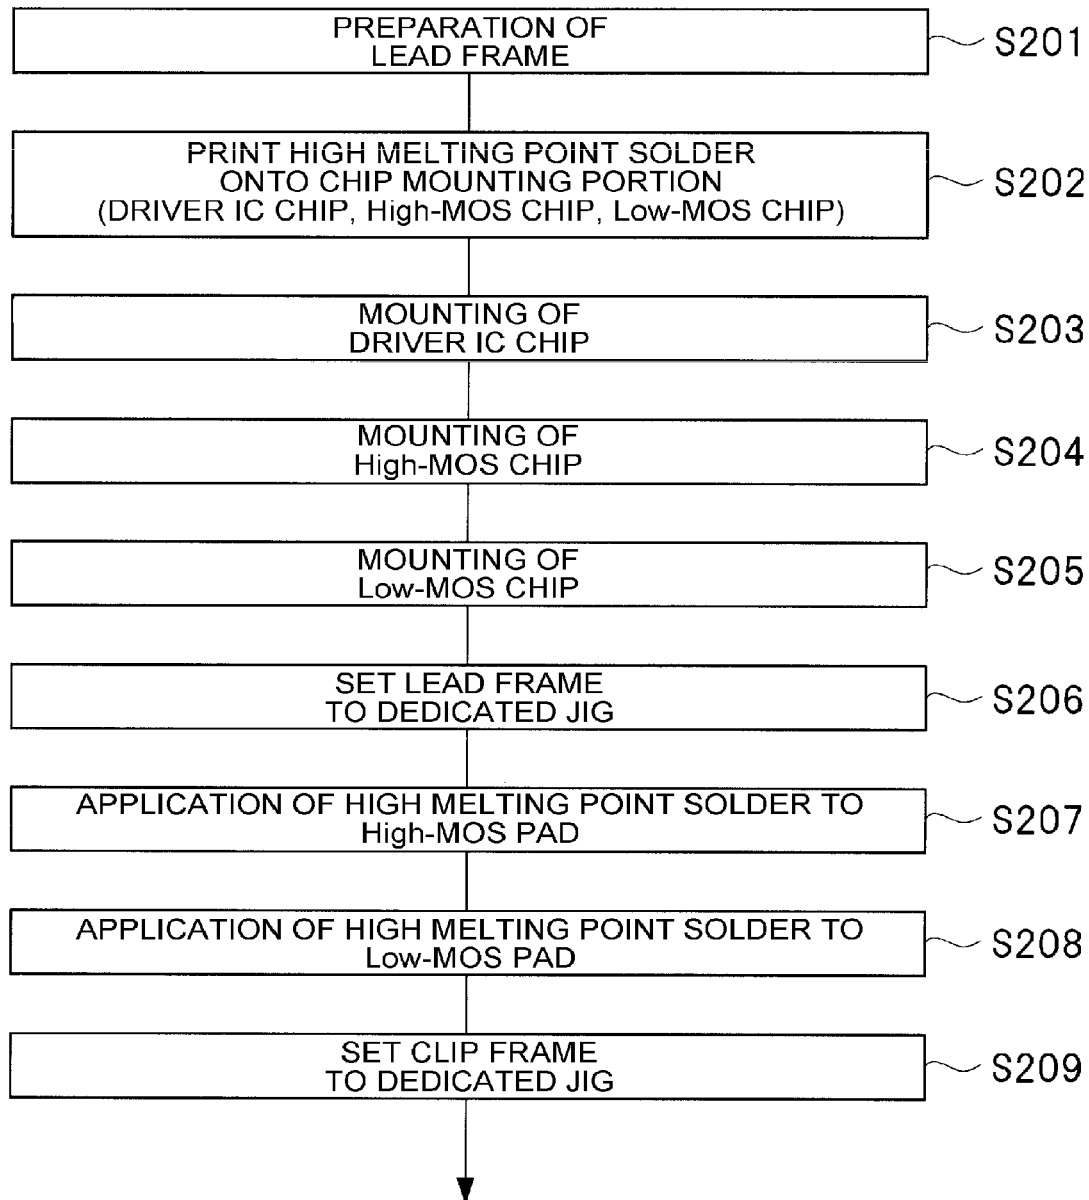 PREPARATION OF
LEAD FRAME
S201
PRINT HIGH MELTING POINT SOLDER
ONTO CHIP MOUNTING PORTION
(DRIVER IC CHIP, High-MOS CHIP, Low-MOS CHIP)
S202
MOUNTING OF
DRIVER IC CHIP
S203
MOUNTING OF
High-MOS CHIP
S204
MOUNTING OF
Low-MOS CHIP
S205
SET LEAD FRAME
TO DEDICATED JIG
S206
APPLICATION OF HIGH MELTING POINT SOLDER TO
High-MOS PAD
S207
APPLICATION OF HIGH MELTING POINT SOLDER TO
Low-MOS PAD
S208
SET CLIP FRAME
TO DEDICATED JIG
S209